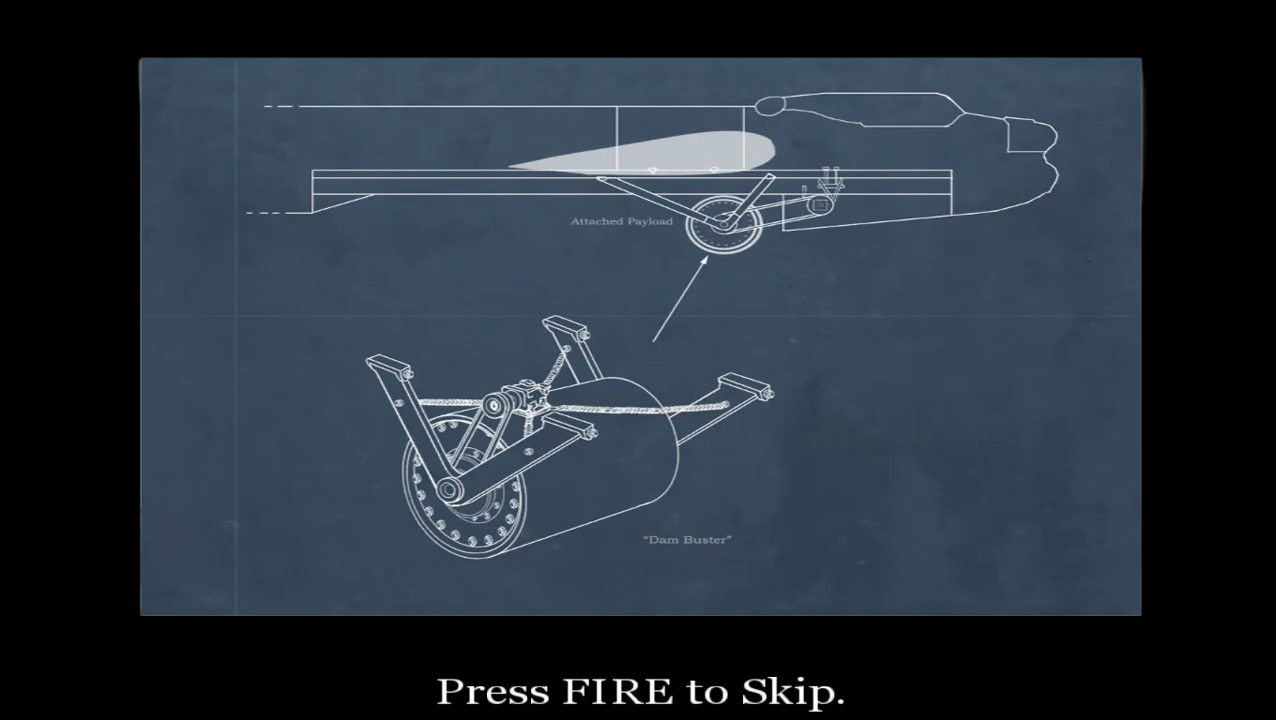 Attached Payload
"Dam Buster"
Press FIRE to Skip.